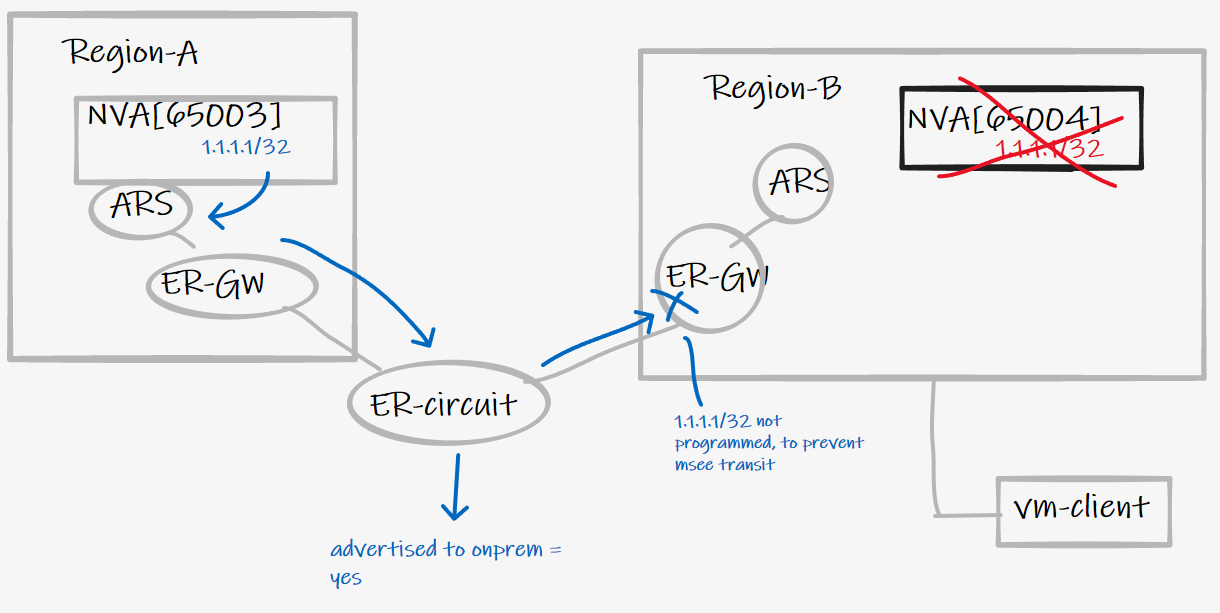 Region-A
NVA[65003]
1.1.1.1/32
ARS
ER-GW
ER-circuit
advertised to onprem =
yes
Region-B
NVA[65004]
1.1.1.1/32
ARS
ER-GW
1.1.1.1/32 not
programmed, to prevent
msee transit
vm-client